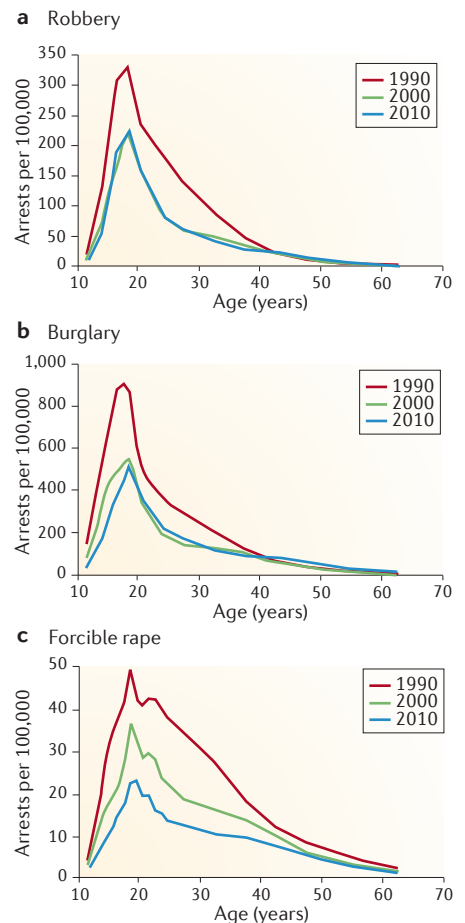 a Robbery
350
300
250
200
150
100
50
0
Arrests per 100,000
1990
2000
2010
10 20 30 40 50 60 70
Age (years)
b Burglary
1,000
800
600
400
200
0
Arrests per 100,000
1990
2000
2010
10 20 30 40 50 60 70
Age (years)
c Forcible rape
50
40
30
20
10
0
Arrests per 100,000
1990
2000
2010
10 20 30 40 50 60 70
Age (years)